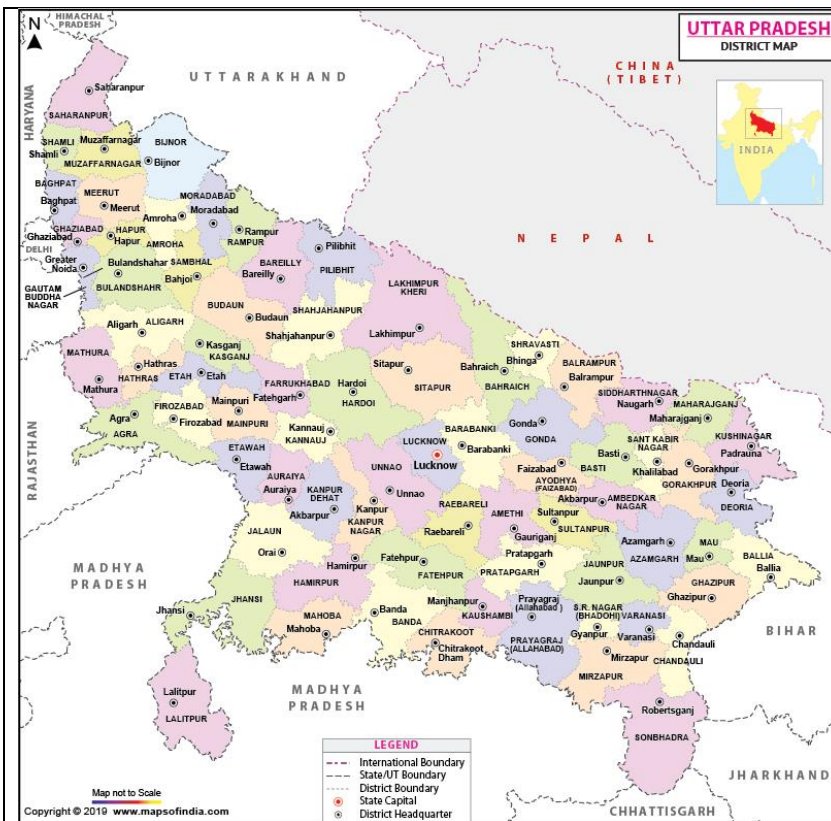 HIMACHAL
PRADESH
N
UTTAR PRADESH
DISTRICT MAP
UTTARAKHAND
CHINA
(TIBET)
INDIA
HARYANA
Saharanpur
SAHARANPUR
SHAMLI
Shamli
Muzaffarnagar
MUZAFFARNAGAR
BIJNOR
Bijnor
BAGHPAT
Baghpat
MEERUT
Meerut
MORADABAD
Moradabad
Amroha
AMROHA
Rampur
RAMPUR
GHAZIABAD
Ghaziabad
HAPUR
Hapur
DELHI
Greater
Noida
GAUTAM
BUDDHA
NAGAR
Bulandshahar
BULANDSHAHR
SAMBHAL
Bahjoi
BAREILLY
Bareilly
Pilibhit
PILIBHIT
NEPAL
LAKHIMPUR
KHERI
Lakhimpur
BUDAUN
Budaun
SHAHJAHANPUR
Shahjahanpur
Aligarh
ALIGARH
Kasganj
KASGANJ
MATHURA
Mathura
Hathras
HATHRAS
ETAH
Etah
FARRUKHABAD
Fatehgarh
Hardoi
HARDOI
Sitapur
SITAPUR
Bahraich
BAHRAICH
SHRAVASTI
Bhinga
BALRAMPUR
Balrampur
SIDDHARTHNAGAR
Naugarh
MAHARAJGANJ
Maharajganj
KUSHINAGAR
Padrauna
RAJASTHAN
Agra
AGRA
FIROZABAD
Firozabad
Mainpuri
MAINPURI
Kannauj
KANNAUJ
LUCKNOW
Lucknow
BARABANKI
Barabanki
Gonda
GONDA
Basti
BASTI
SANT KABIR
NAGAR
Khalilabad
Gorakhpur
GORAKHPUR
Deoria
DEORIA
ETAWAH
Etawah
AURAIYA
Auraiya
KANPUR
DEHAT
Akbarpur
UNNAO
Unnao
Kanpur
KANPUR
NAGAR
Faizabad
AYODHYA
(FAIZABAD)
Akbarpur
AMBEDKAR
NAGAR
RAEBARELI
Raebareli
AMETHI
Gauriganj
Sultanpur
SULTANPUR
Azamgarh
AZAMGARH
MAU
Mau
BALLIA
Ballia
JALAUN
Orai
MADHYA
PRADESH
Hamirpur
HAMIRPUR
Fatehpur
FATEHPUR
Pratapgarh
PRATAPGARH
JAUNPUR
Jaunpur
GHAZIPUR
Ghazipur
BIHAR
Jhansi
JHANSI
MAHOBA
Mahoba
Banda
BANDA
Manjhanpur
KAUSHAMBI
CHITRAKOOT
Chitrakoot
Dham
Prayagraj
(Allahabad )
PRAYAGRAJ
(ALLAHABAD)
S.R. NAGAR
(BHADOHI)
Gyanpur
VARANASI
Varanasi
Chandauli
CHANDAULI
Mirzapur
MIRZAPUR
Lalitpur
LALITPUR
MADHYA
PRADESH
Robertsganj
SONBHADRA
JHARKHAND
CHHATTISGARH
LEGEND
International Boundary
State/UT Boundary
District Boundary
State Capital
District Headquarter
Map not to Scale
Copyright © 2019 www.mapsofindia.com